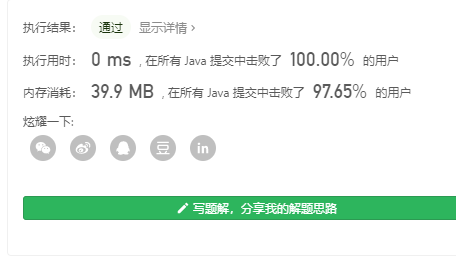 执行结果： 通过 显示详情 ›
执行用时： 0 ms , 在所有 Java 提交中击败了 100.00% 的用户
内存消耗： 39.9 MB , 在所有 Java 提交中击败了 97.65% 的用户
炫耀一下:
豆 in
写题解，分享我的解题思路